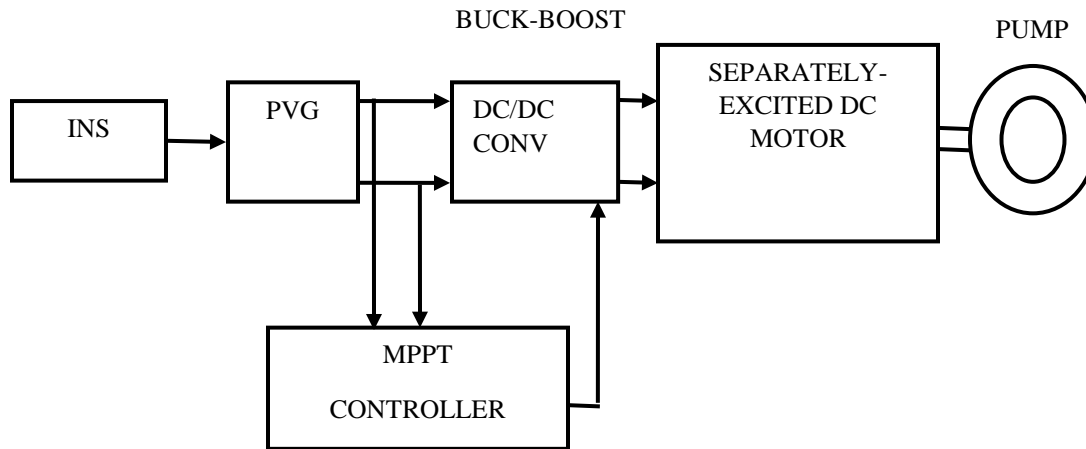 BUCK-BOOST
PUMP
INS
PVG
DC/DC
CONV
SEPARATELY-
EXCITED DC
MOTOR
MPPT
CONTROLLER